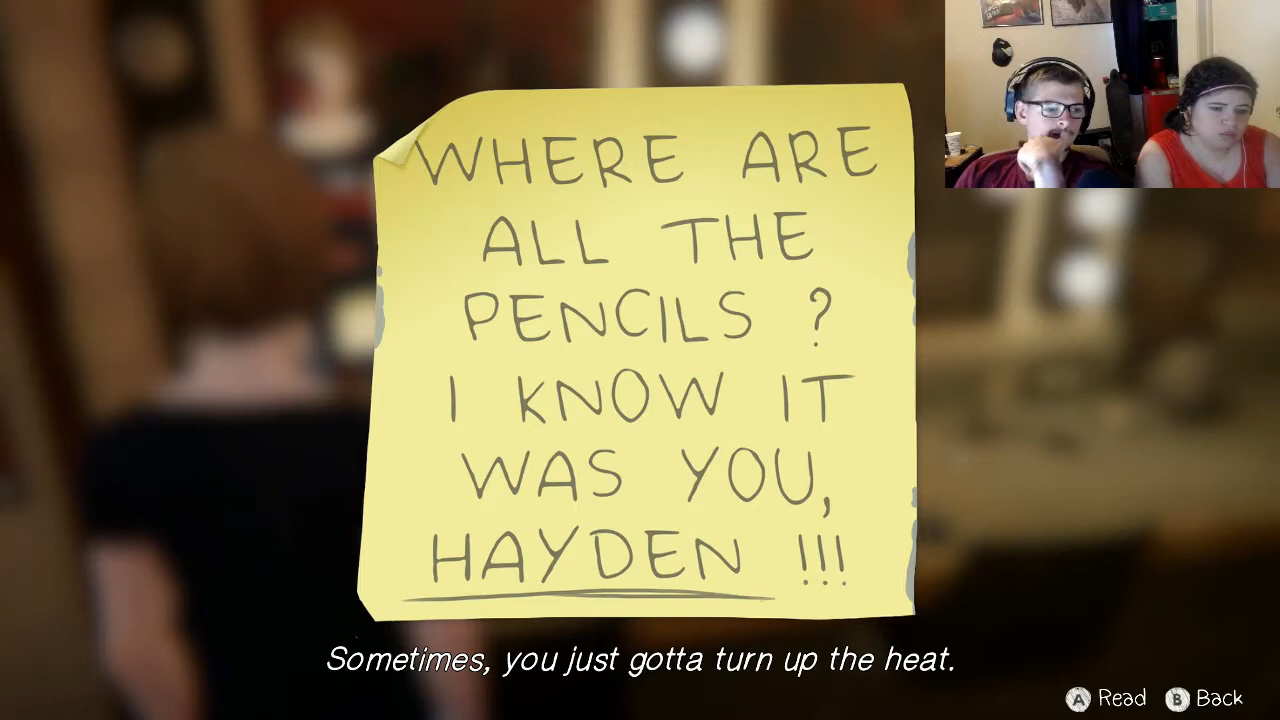 WHERE ARE
ALL THE
PENCILS ?
I KNOW IT
WAS YOU,
HAYDEN !!!
Sometimes, you just gotta turn up the heat.
A Read B Back